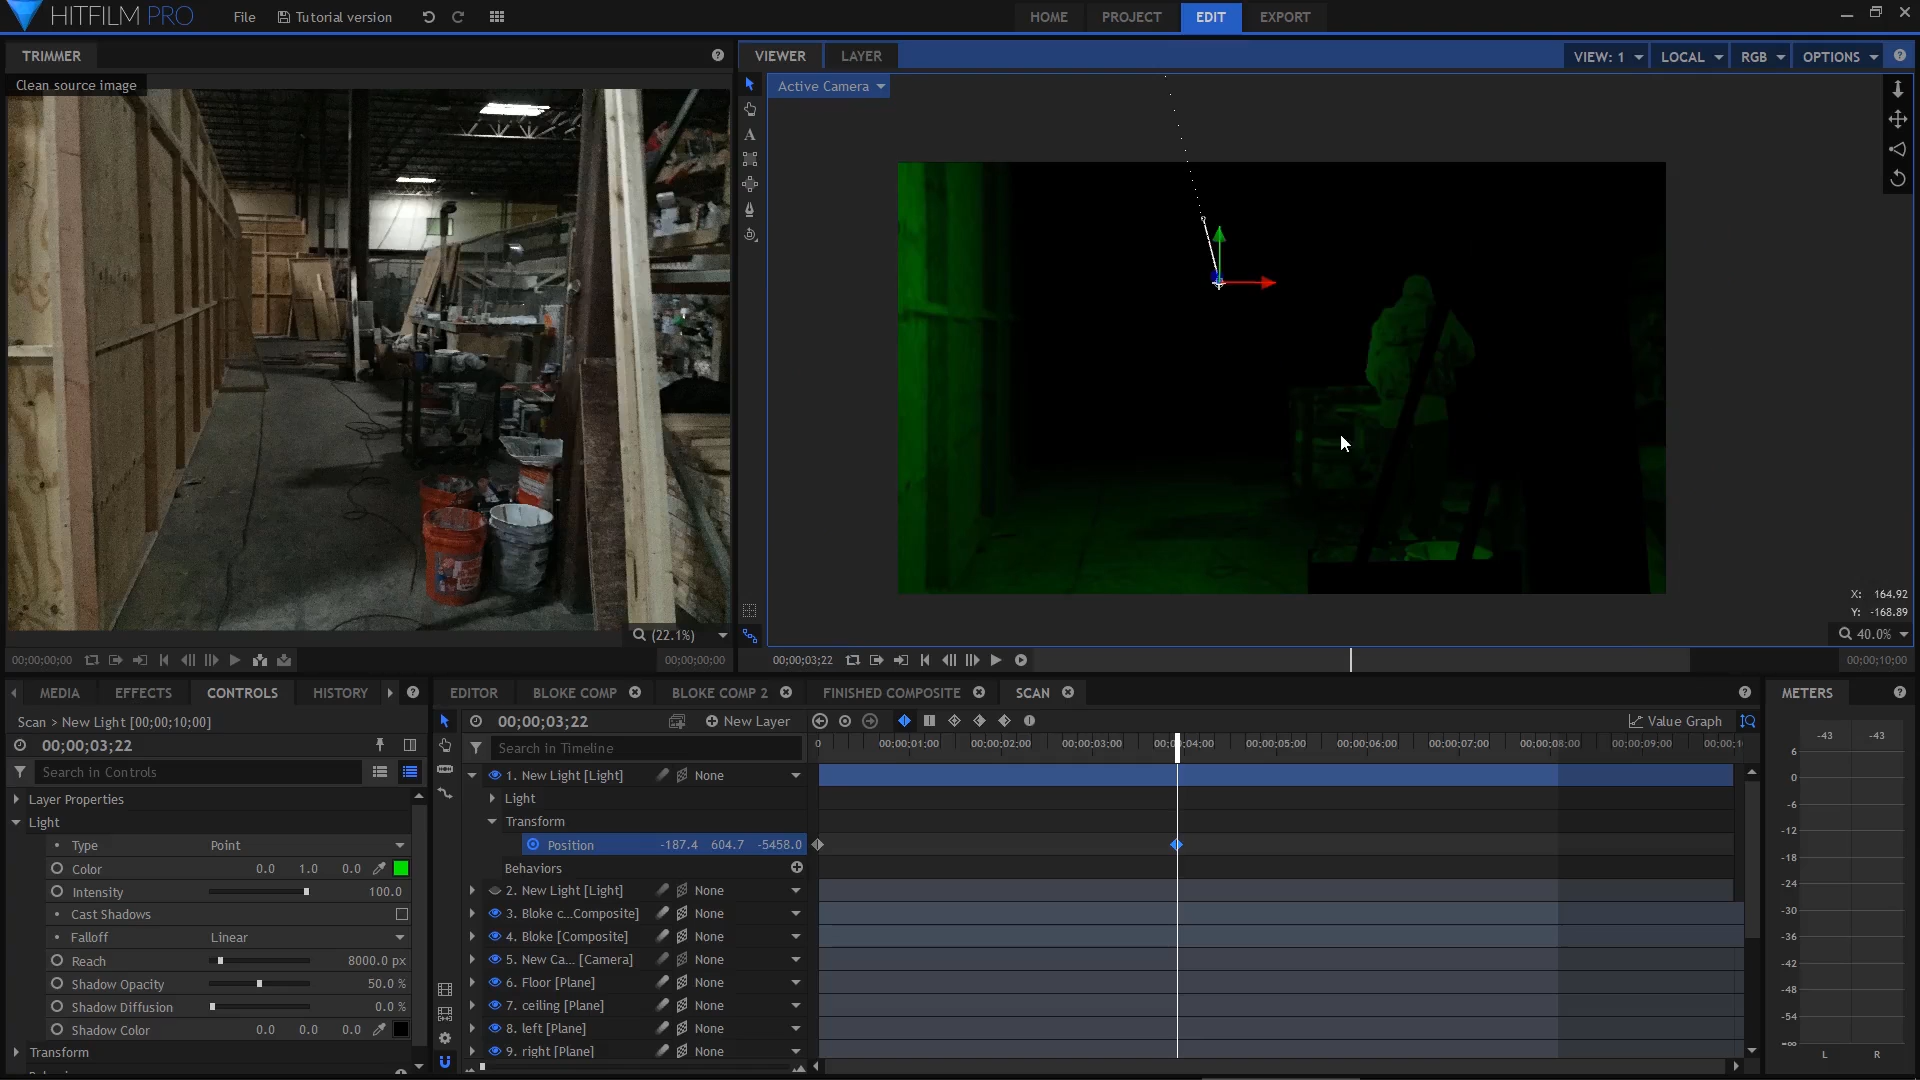 HITFILM PRO File Tutorial version HOME PROJECT EDIT EXPORT
TRIMMER
VIEWER LAYER VIEW: 1 LOCAL RGB OPTIONS
Clean source image
Active Camera
A
X: 164.92
Y: -168.89
(22.1%)
40.0%
00;00;00;00 00;00;00;00
00;00;03;22 00;00;10;00
MEDIA EFFECTS CONTROLS HISTORY
EDITOR BLOKE COMP BLOKE COMP 2 FINISHED COMPOSITE SCAN
METERS
Scan > New Light [00;00;10;00]
00;00;03;22
Search in Controls
Layer Properties
Light
Type Point
Color 0.0 1.0 0.0
Intensity 100.0
Cast Shadows
Falloff Linear
Reach 8000.0 px
Shadow Opacity 50.0 %
Shadow Diffusion 0.0 %
Shadow Color 0.0 0.0 0.0
Transform
00;00;03;22 New Layer Value Graph
Search in Timeline
0 00;00;01;00 00;00;02;00 00;00;03;00 00;00;04;00 00;00;05;00 00;00;06;00 00;00;07;00 00;00;08;00 00;00;09;00
1. New Light [Light] None
Light
Transform
Position -187.4 604.7 -5458.0
Behaviors
2. New Light [Light] None
3. Bloke c...Composite] None
4. Bloke [Composite] None
5. New Ca... [Camera] None
6. Floor [Plane] None
7. ceiling [Plane] None
8. left [Plane] None
9. right [Plane] None
-43 -43
6
0
-6
-12
-18
-24
-30
-36
-42
-48
-54
-∞
L R